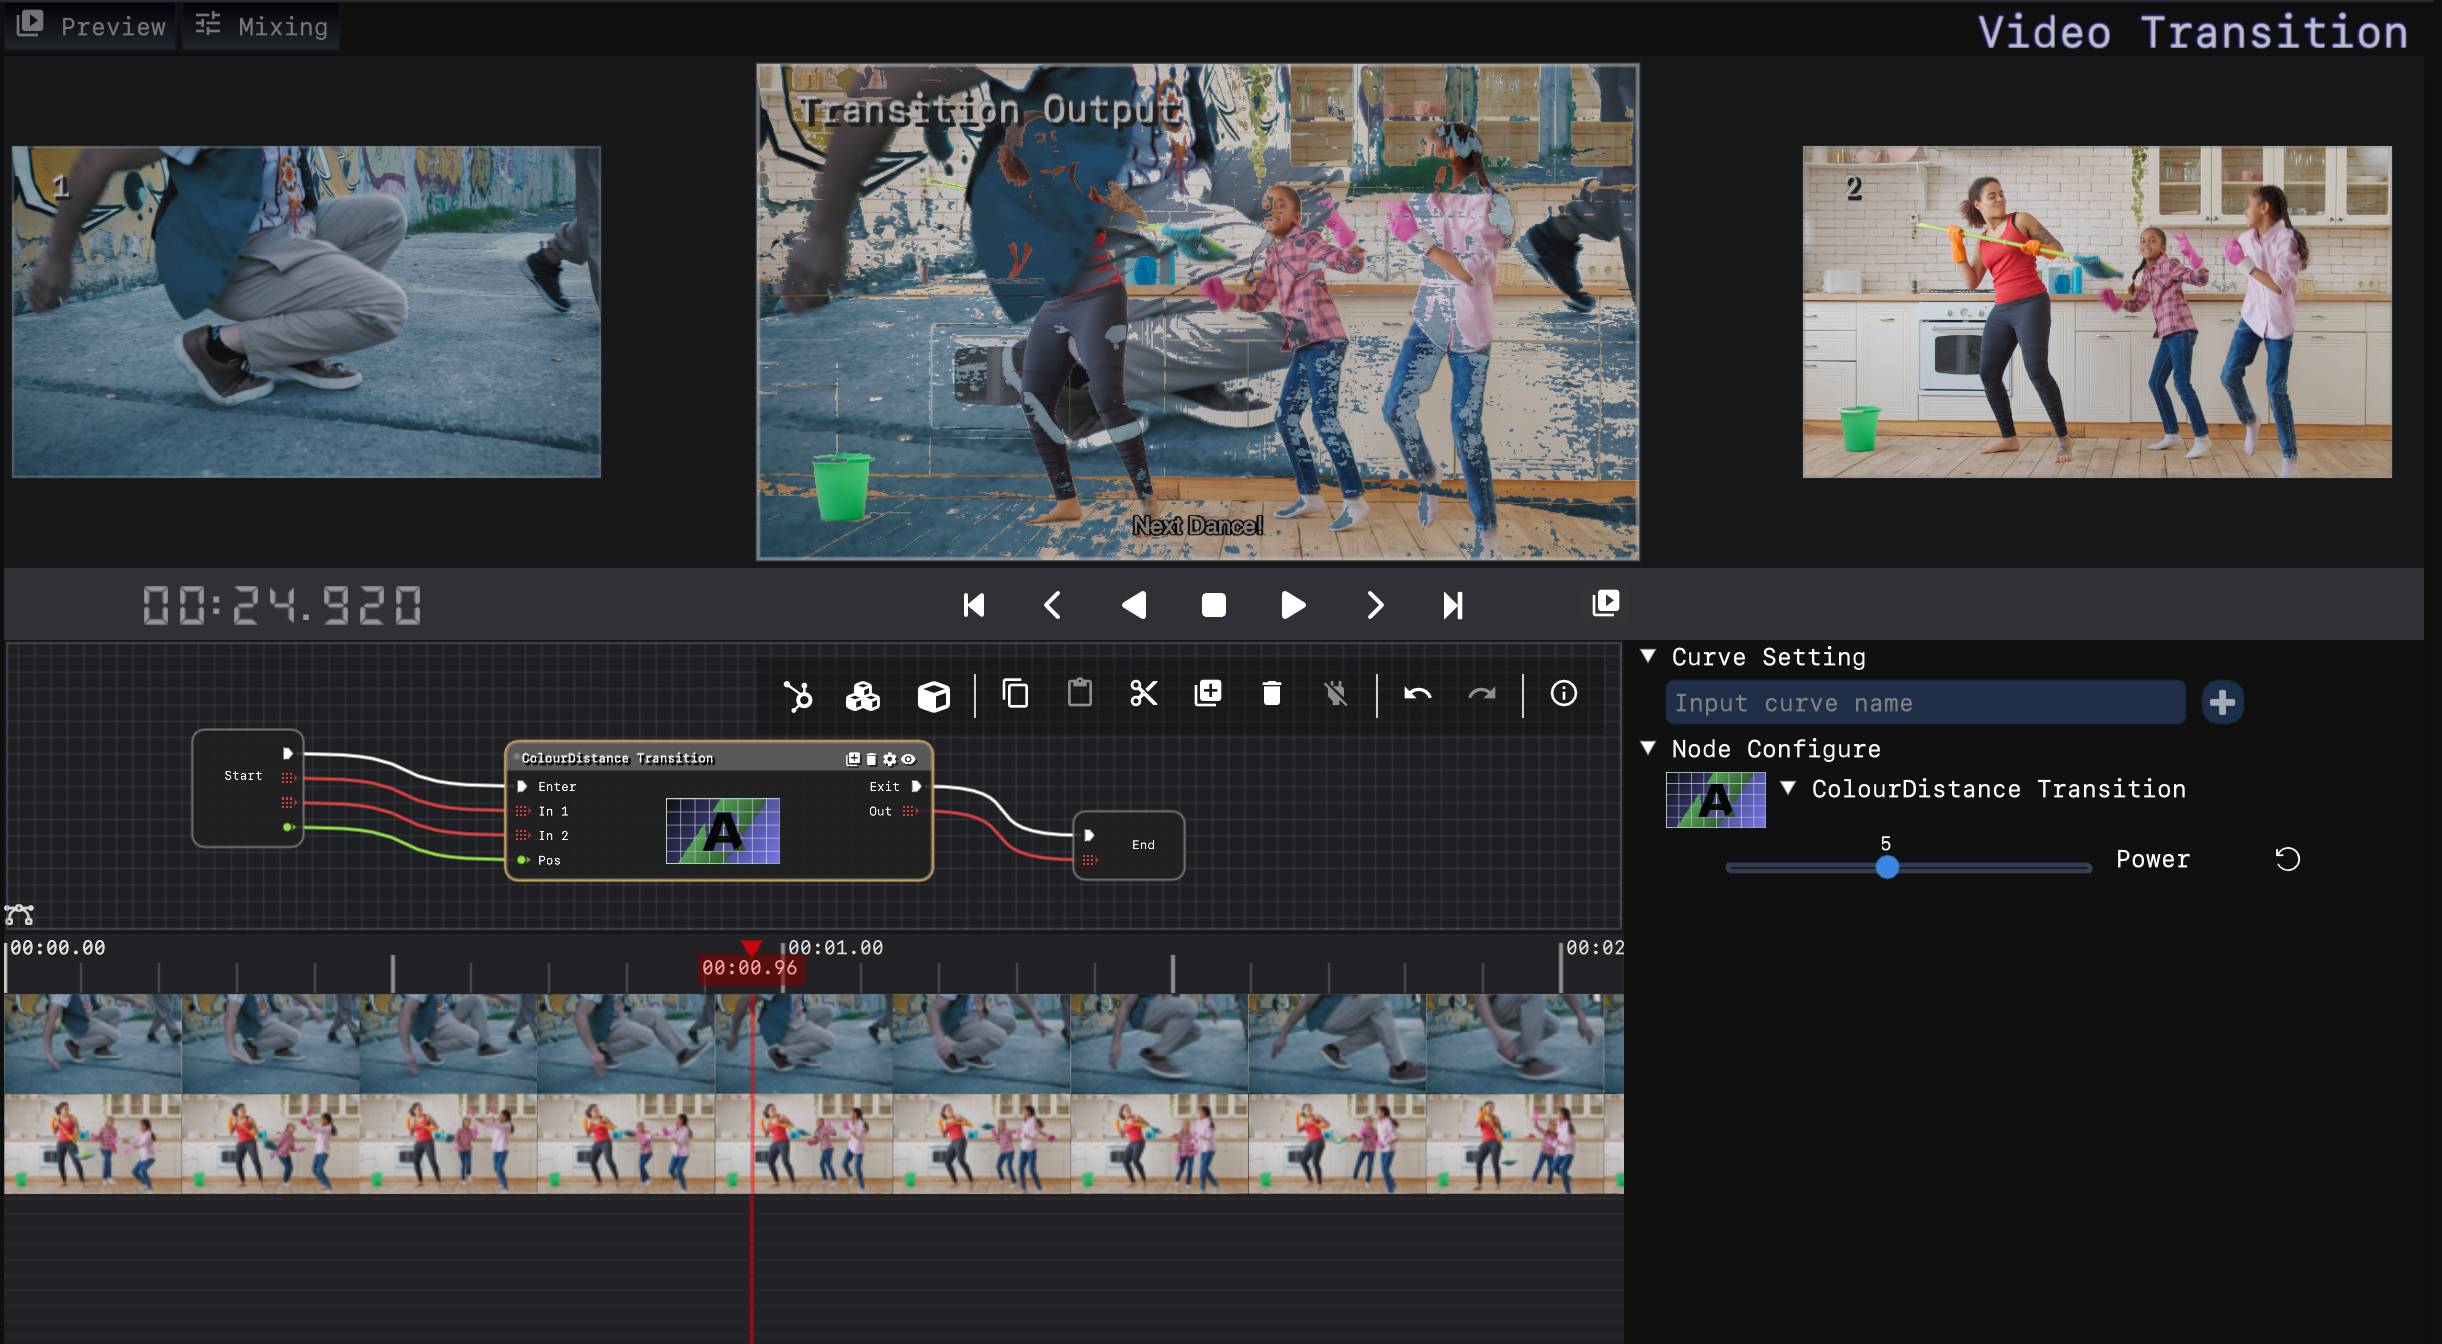 Preview
Mixing
Video Transition
1
Transition Output
Next Dance!
2
00:24.920
Start
ColourDistance Transition
Enter
In 1
In 2
Pos
Exit
Out
A
End
Curve Setting
Input curve name
Node Configure
A
ColourDistance Transition
5
Power
00:00.00
00:00.96
00:01.00
00:02